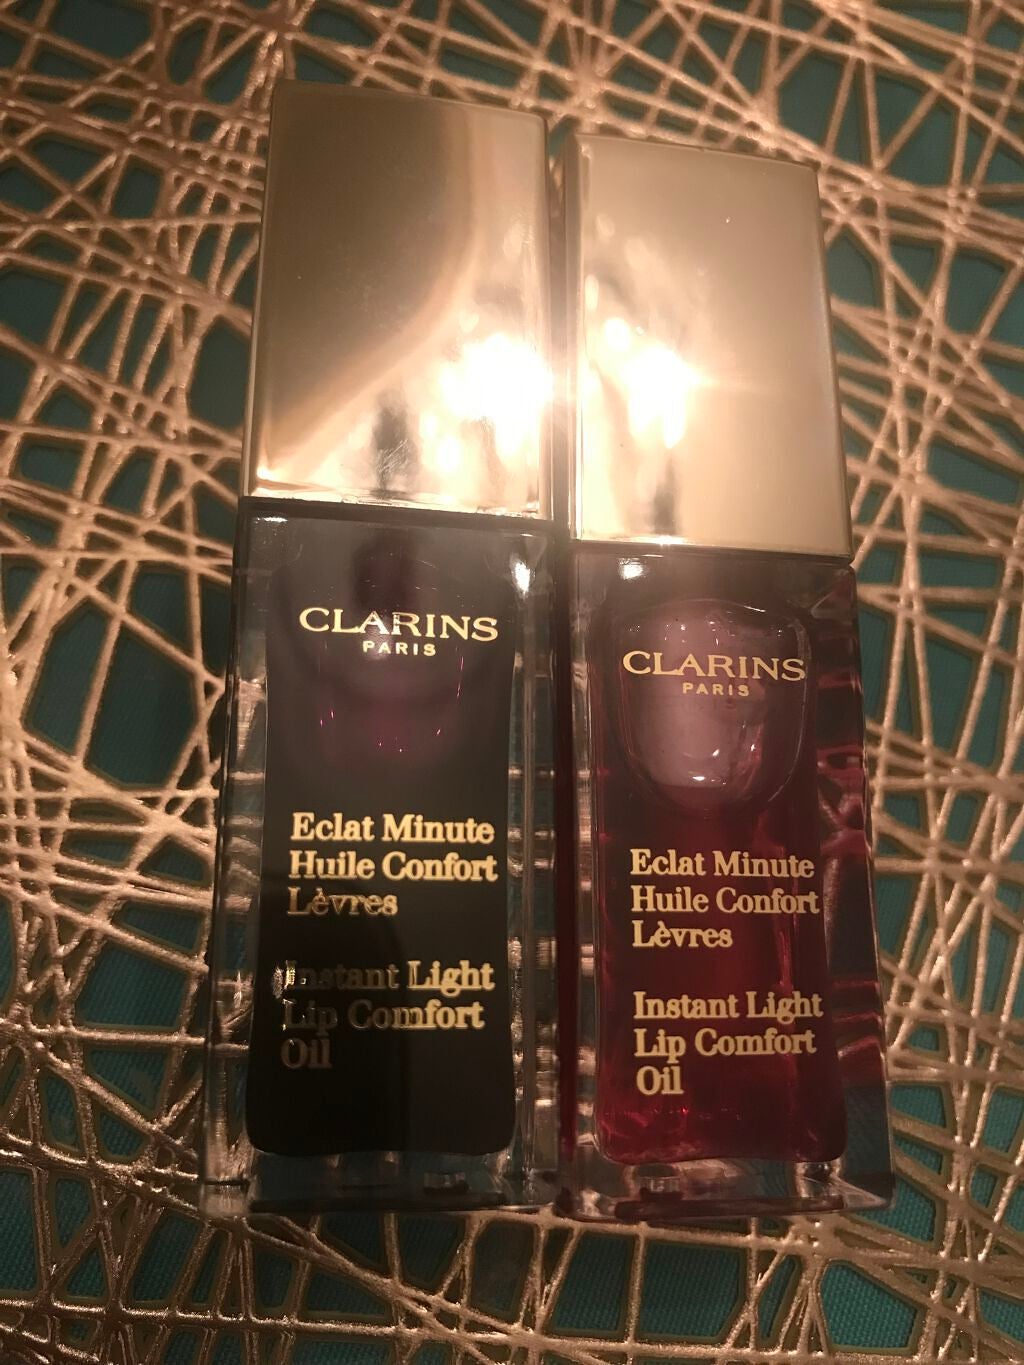 CLARINS
PARIS
Eclat Minute
Huile Confort
Lèvres
Instant Light
Lip Comfort
Oil
CLARINS
PARIS
Eclat Minute
Huile Confort
Lèvres
Instant Light
Lip Comfort
Oil